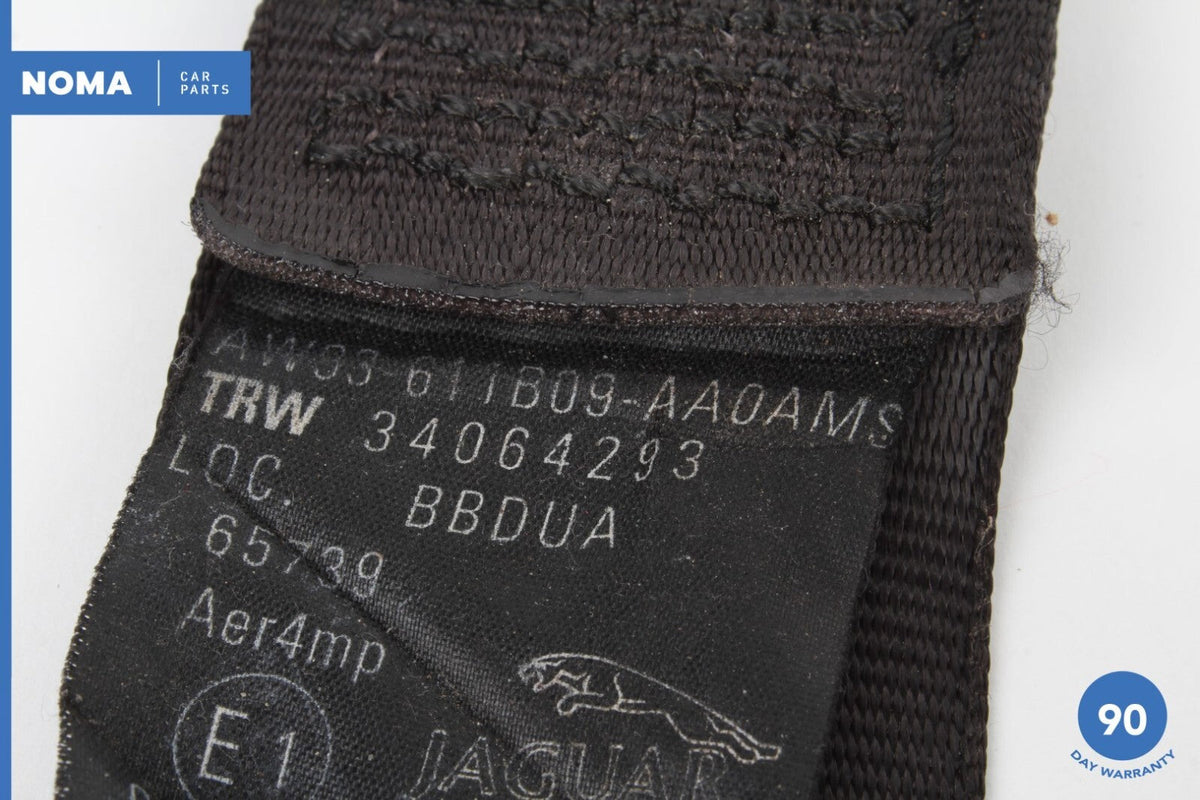 NOMA
CAR
PARTS
AW93-611B09-AA0AMS
TRW 34064293
LOC. BBDUA
65739
Aer4mp
E1
JAGUAR
90
DAY WARRANTY